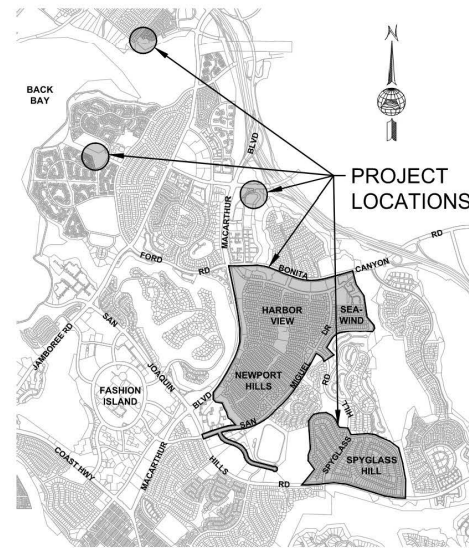 N
BACK
BAY
BLVD
PROJECT
LOCATIONS
MACARTHUR
RD
FORD
RD
BONITA
CANYON
HARBOR
VIEW
SEA-
WIND
DR
JAMBOREE RD
SAN
JOAQUIN
NEWPORT
HILLS
MIGUEL
RD
FASHION
ISLAND
BLVD
SAN
HILL
COAST HWY
MACARTHUR
HILLS
RD
SPYGLASS
SPYGLASS
HILL